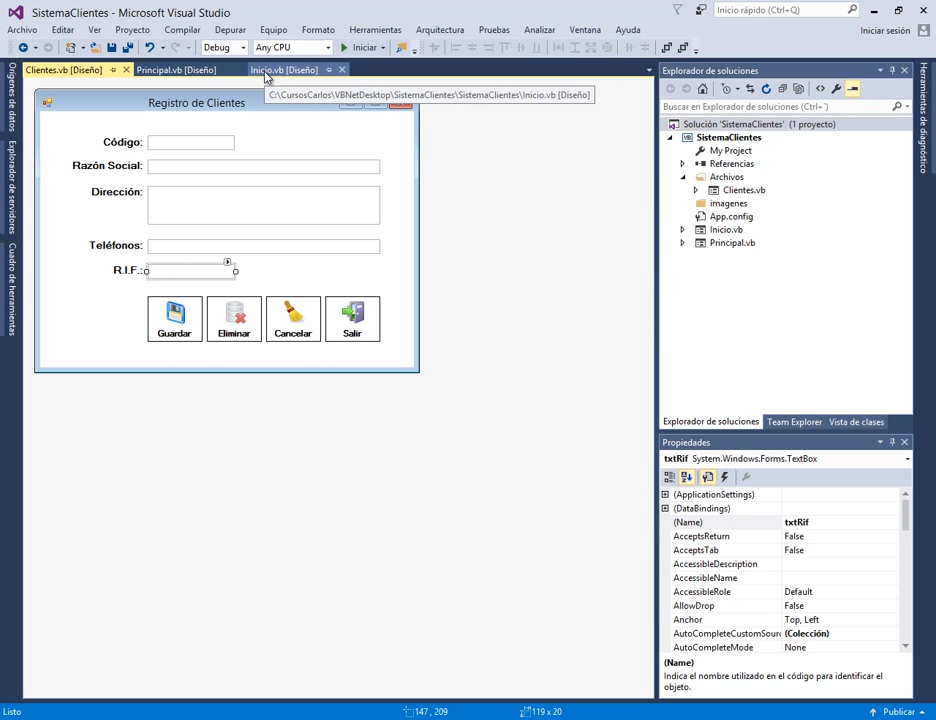 SistemaClientes - Microsoft Visual Studio
Inicio rápido (Ctrl+Q)
Archivo Editar Ver Proyecto Compilar Depurar Equipo Formato Herramientas Arquitectura Pruebas Analizar Ventana Ayuda
Iniciar sesión
Debug Any CPU Iniciar
Clientes.vb [Diseño] Principal.vb [Diseño] Inicio.vb [Diseño]
C:\CursosCarlos\VBNetDesktop\SistemaClientes\SistemaClientes\Inicio.vb [Diseño]
Orígenes de datos
Explorador de servidores
Cuadro de herramientas
Registro de Clientes
Código:
Razón Social:
Dirección:
Teléfonos:
R.I.F.:
Guardar Eliminar Cancelar Salir
Explorador de soluciones
Buscar en Explorador de soluciones (Ctrl+')
Solución 'SistemaClientes' (1 proyecto)
SistemaClientes
My Project
Referencias
Archivos
Clientes.vb
imagenes
App.config
Inicio.vb
Principal.vb
Explorador de soluciones Team Explorer Vista de clases
Herramientas de diagnóstico
Propiedades
txtRif System.Windows.Forms.TextBox
(ApplicationSettings)
(DataBindings)
(Name) txtRif
AcceptsReturn False
AcceptsTab False
AccessibleDescription
AccessibleName
AccessibleRole Default
AllowDrop False
Anchor Top, Left
AutoCompleteCustomSour (Colección)
AutoCompleteMode None
(Name)
Indica el nombre utilizado en el código para identificar el
objeto.
Listo 147 , 209 119 x 20 Publicar